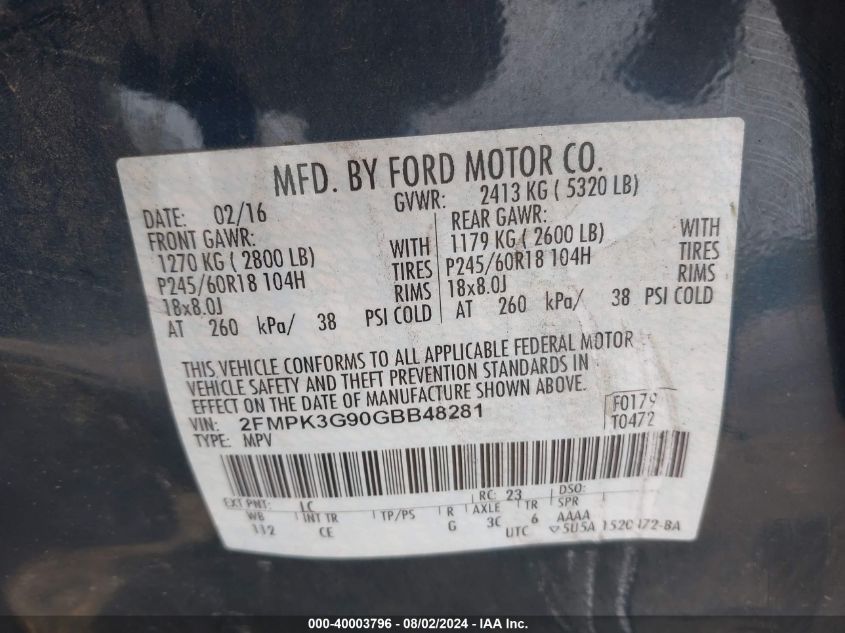 MFD. BY FORD MOTOR CO.
DATE: 02/16 GVWR: 2413 KG ( 5320 LB)
FRONT GAWR: REAR GAWR:
1270 KG ( 2800 LB) WITH 1179 KG ( 2600 LB) WITH
P245/60R18 104H TIRES P245/60R18 104H TIRES
18x8.0J RIMS 18x8.0J RIMS
AT 260 kPa/ 38 PSI COLD AT 260 kPa/ 38 PSI COLD
THIS VEHICLE CONFORMS TO ALL APPLICABLE FEDERAL MOTOR
VEHICLE SAFETY AND THEFT PREVENTION STANDARDS IN
EFFECT ON THE DATE OF MANUFACTURE SHOWN ABOVE.
VIN: 2FMPK3G90GBB48281 F0179
TYPE: MPV T0472
EXT PNT: LC RC: 23 DSO:
WB INT TR TP/PS R AXLE TR SPR
112 CE G 3C 6 AAAA
UTC ▽5U5A 1520472-BA
000-40003796 - 08/02/2024 - IAA Inc.